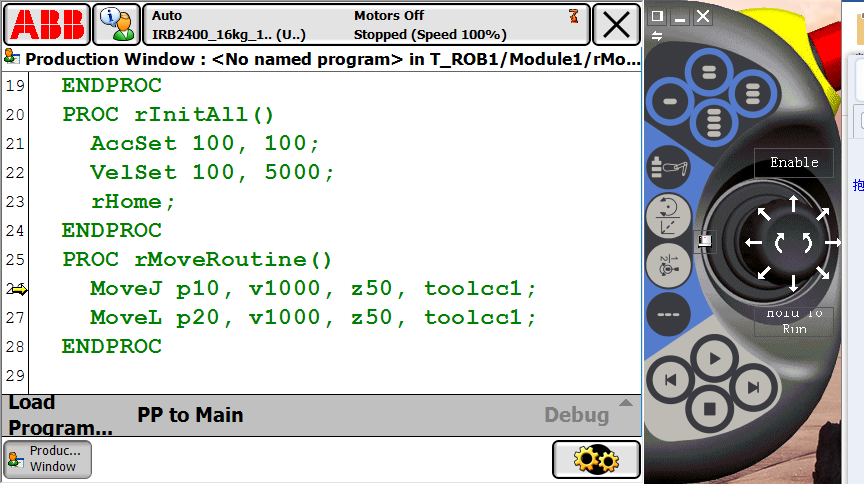 ABB
Auto
Motors Off
IRB2400_16kg_1.. (U..)
Stopped (Speed 100%)
Production Window : <No named program> in T_ROB1/Module1/rMo...
19 ENDPROC
20 PROC rInitAll()
21 AccSet 100, 100;
22 VelSet 100, 5000;
23 rHome;
24 ENDPROC
25 PROC rMoveRoutine()
26 MoveJ p10, v1000, z50, toolcc1;
27 MoveL p20, v1000, z50, toolcc1;
28 ENDPROC
29
Load
Program...
PP to Main
Debug
Produc...
Window
Enable
Hold To
Run